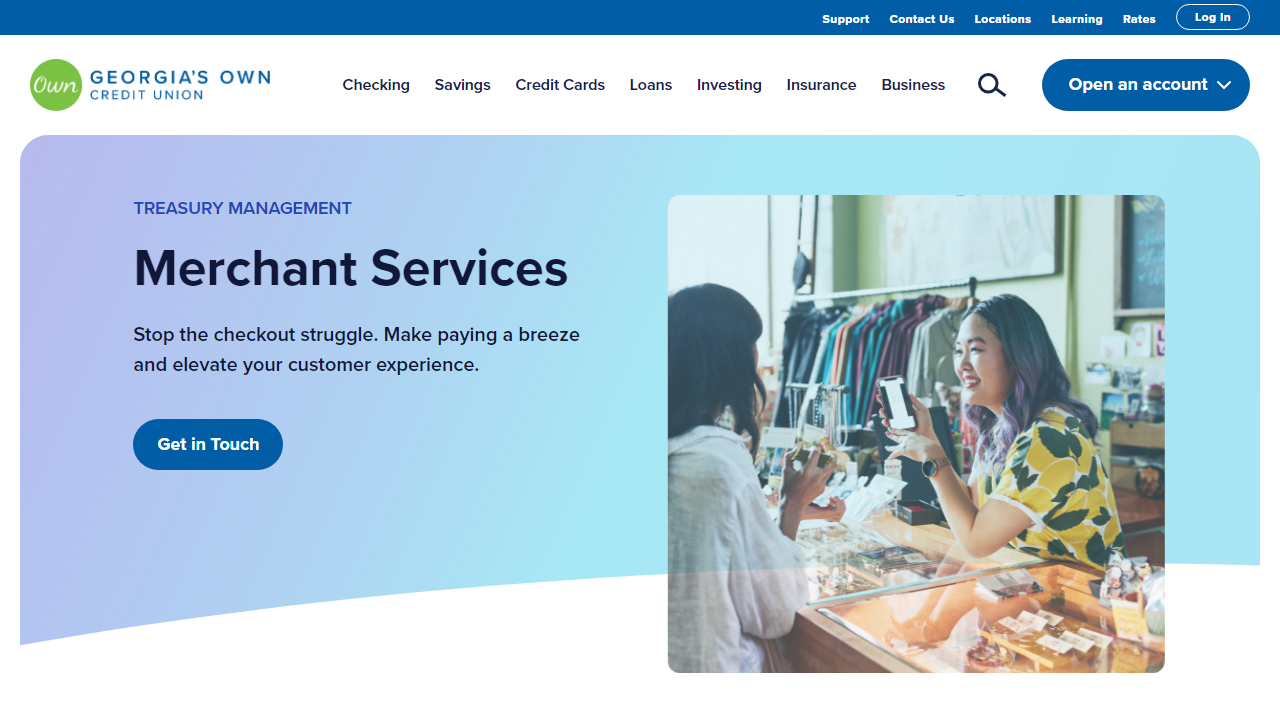 Support Contact Us Locations Learning Rates Log In
Own GEORGIA'S OWN
CREDIT UNION
Checking Savings Credit Cards Loans Investing Insurance Business Open an account
TREASURY MANAGEMENT
Merchant Services
Stop the checkout struggle. Make paying a breeze
and elevate your customer experience.
Get in Touch